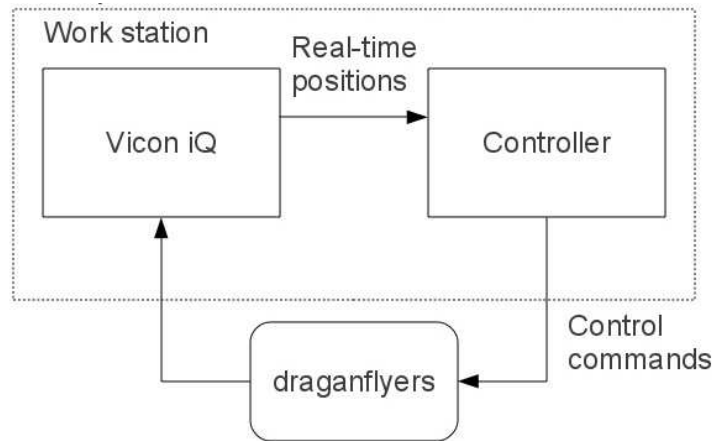 Work station
Real-time
positions
Vicon iQ
Controller
Control
commands
draganflyers